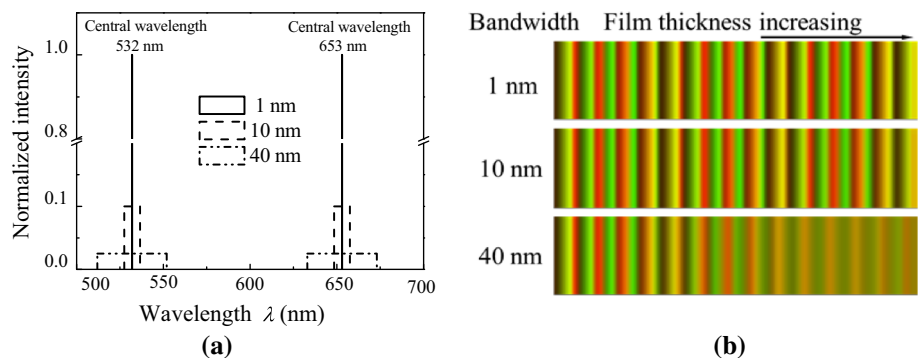 Central wavelength
532 nm
Central wavelength
653 nm
1.0
0.8
0.1
0.0
Normalized intensity
1 nm
10 nm
40 nm
500
550
600
650
700
Wavelength λ (nm)
(a)
Bandwidth Film thickness increasing
1 nm
10 nm
40 nm
(b)